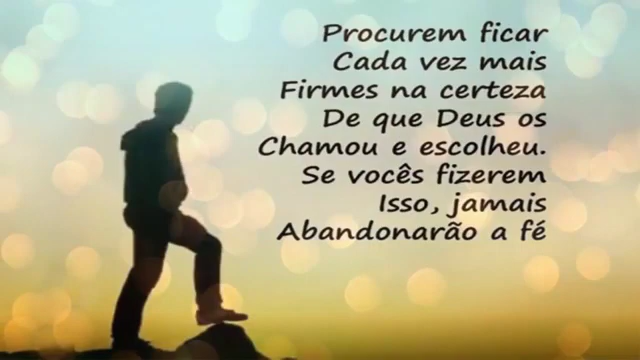 Procurem ficar
Cada vez mais
Firmes na certeza
De que Deus os
Chamou e escolheu.
Se vocês fizerem
Isso, jamais
Abandonarão a fé